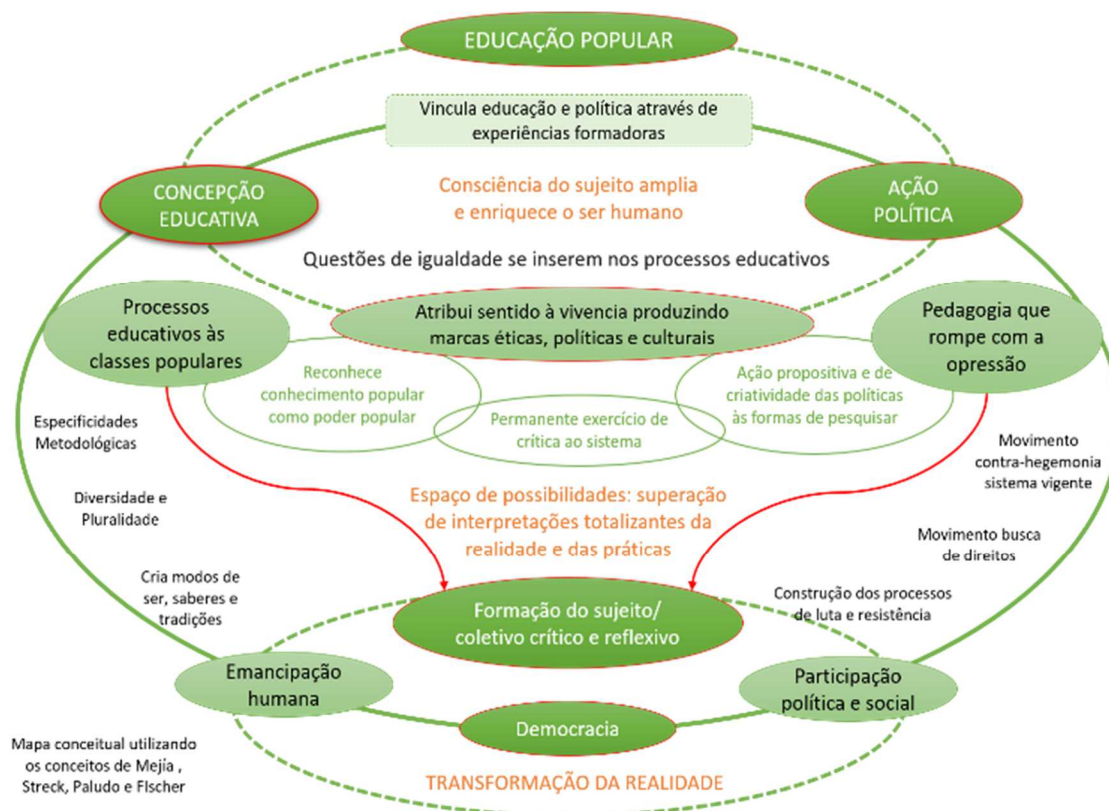 EDUCAÇÃO POPULAR
Vincula educação e política através de
experiências formadoras
CONCEPÇÃO
EDUCATIVA
Consciência do sujeito amplia
e enriquece o ser humano
AÇÃO
POLÍTICA
Questões de igualdade se inserem nos processos educativos
Processos
educativos às
classes populares
Atribui sentido à vivencia produzindo
marcas éticas, políticas e culturais
Pedagogia que
rompe com a
opressão
Reconhece
conhecimento popular
como poder popular
Permanente exercício de
crítica ao sistema
Ação propositiva e de
criatividade das políticas
às formas de pesquisar
Especificidades
Metodológicas
Movimento
contra-hegemonia
sistema vigente
Diversidade e
Pluralidade
Espaço de possibilidades: superação
de interpretações totalizantes da
realidade e das práticas
Movimento busca
de direitos
Cria modos de
ser, saberes e
tradições
Formação do sujeito/
coletivo crítico e reflexivo
Construção dos processos
de luta e resistência
Emancipação
humana
Participação
política e social
Democracia
Mapa conceitual utilizando
os conceitos de Mejía ,
Streck, Paludo e FIscher
TRANSFORMAÇÃO DA REALIDADE